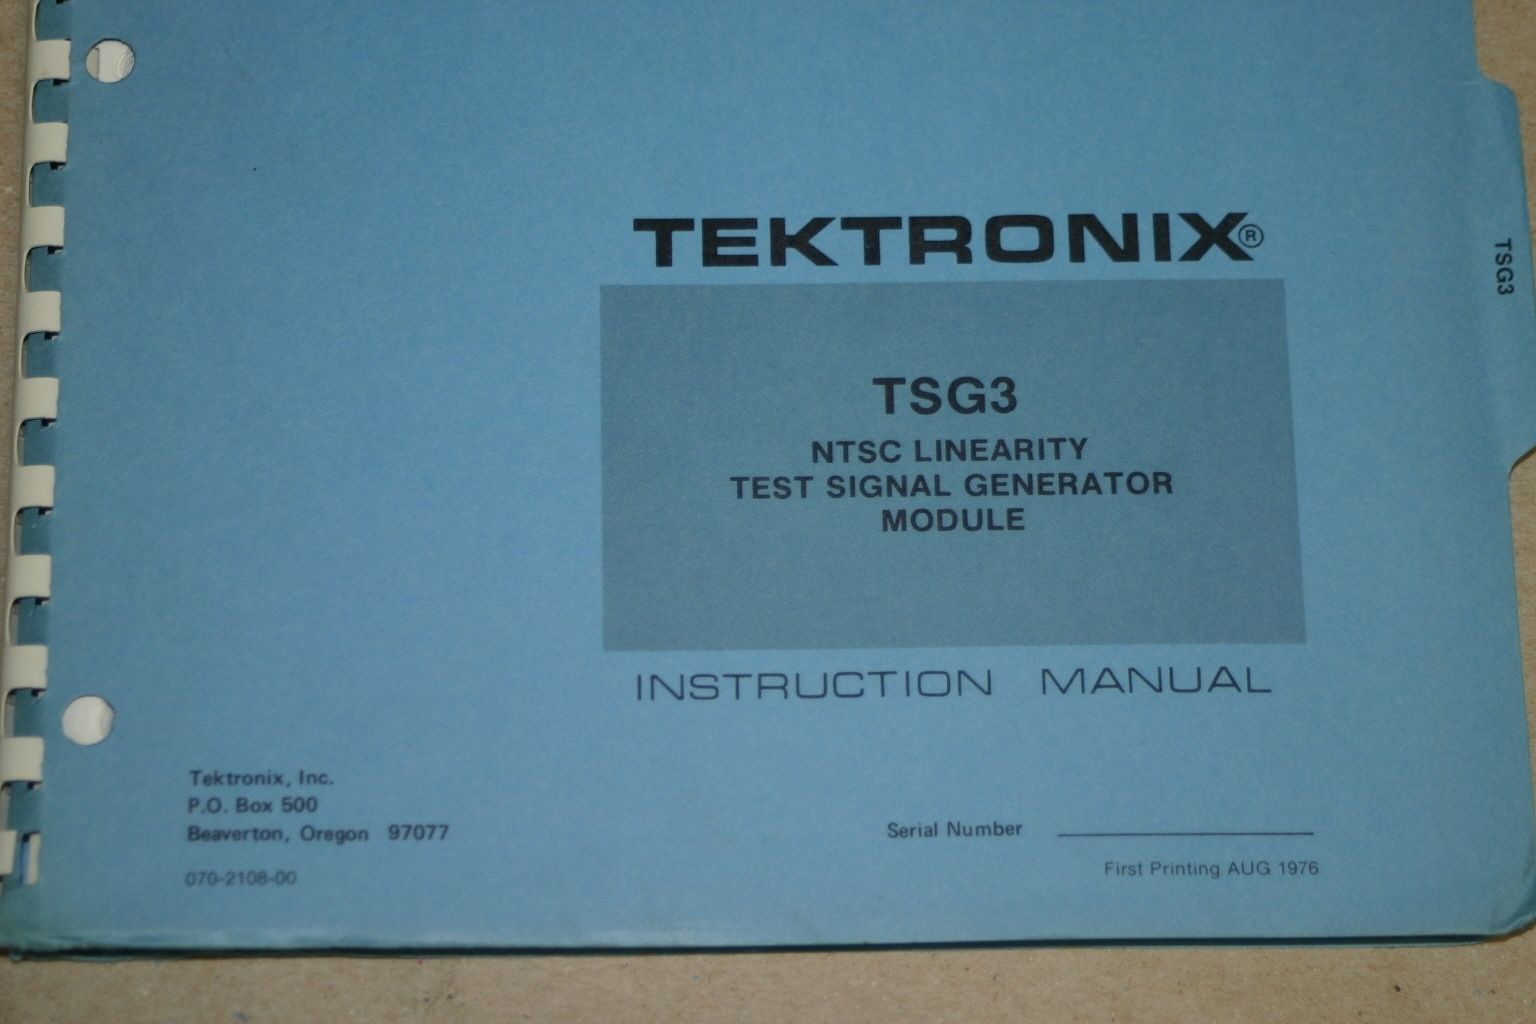 TEKTRONIX®
TSG3
TSG3
NTSC LINEARITY
TEST SIGNAL GENERATOR
MODULE
INSTRUCTION MANUAL
Tektronix, Inc.
P.O. Box 500
Beaverton, Oregon 97077
070-2108-00
Serial Number
First Printing AUG 1976